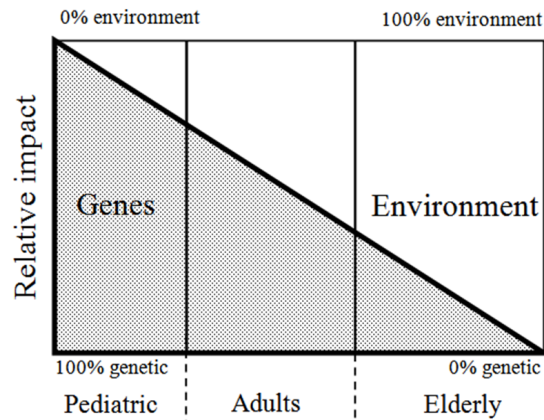 0% environment
100% environment
Relative impact
Genes
Environment
100% genetic
0% genetic
Pediatric
Adults
Elderly